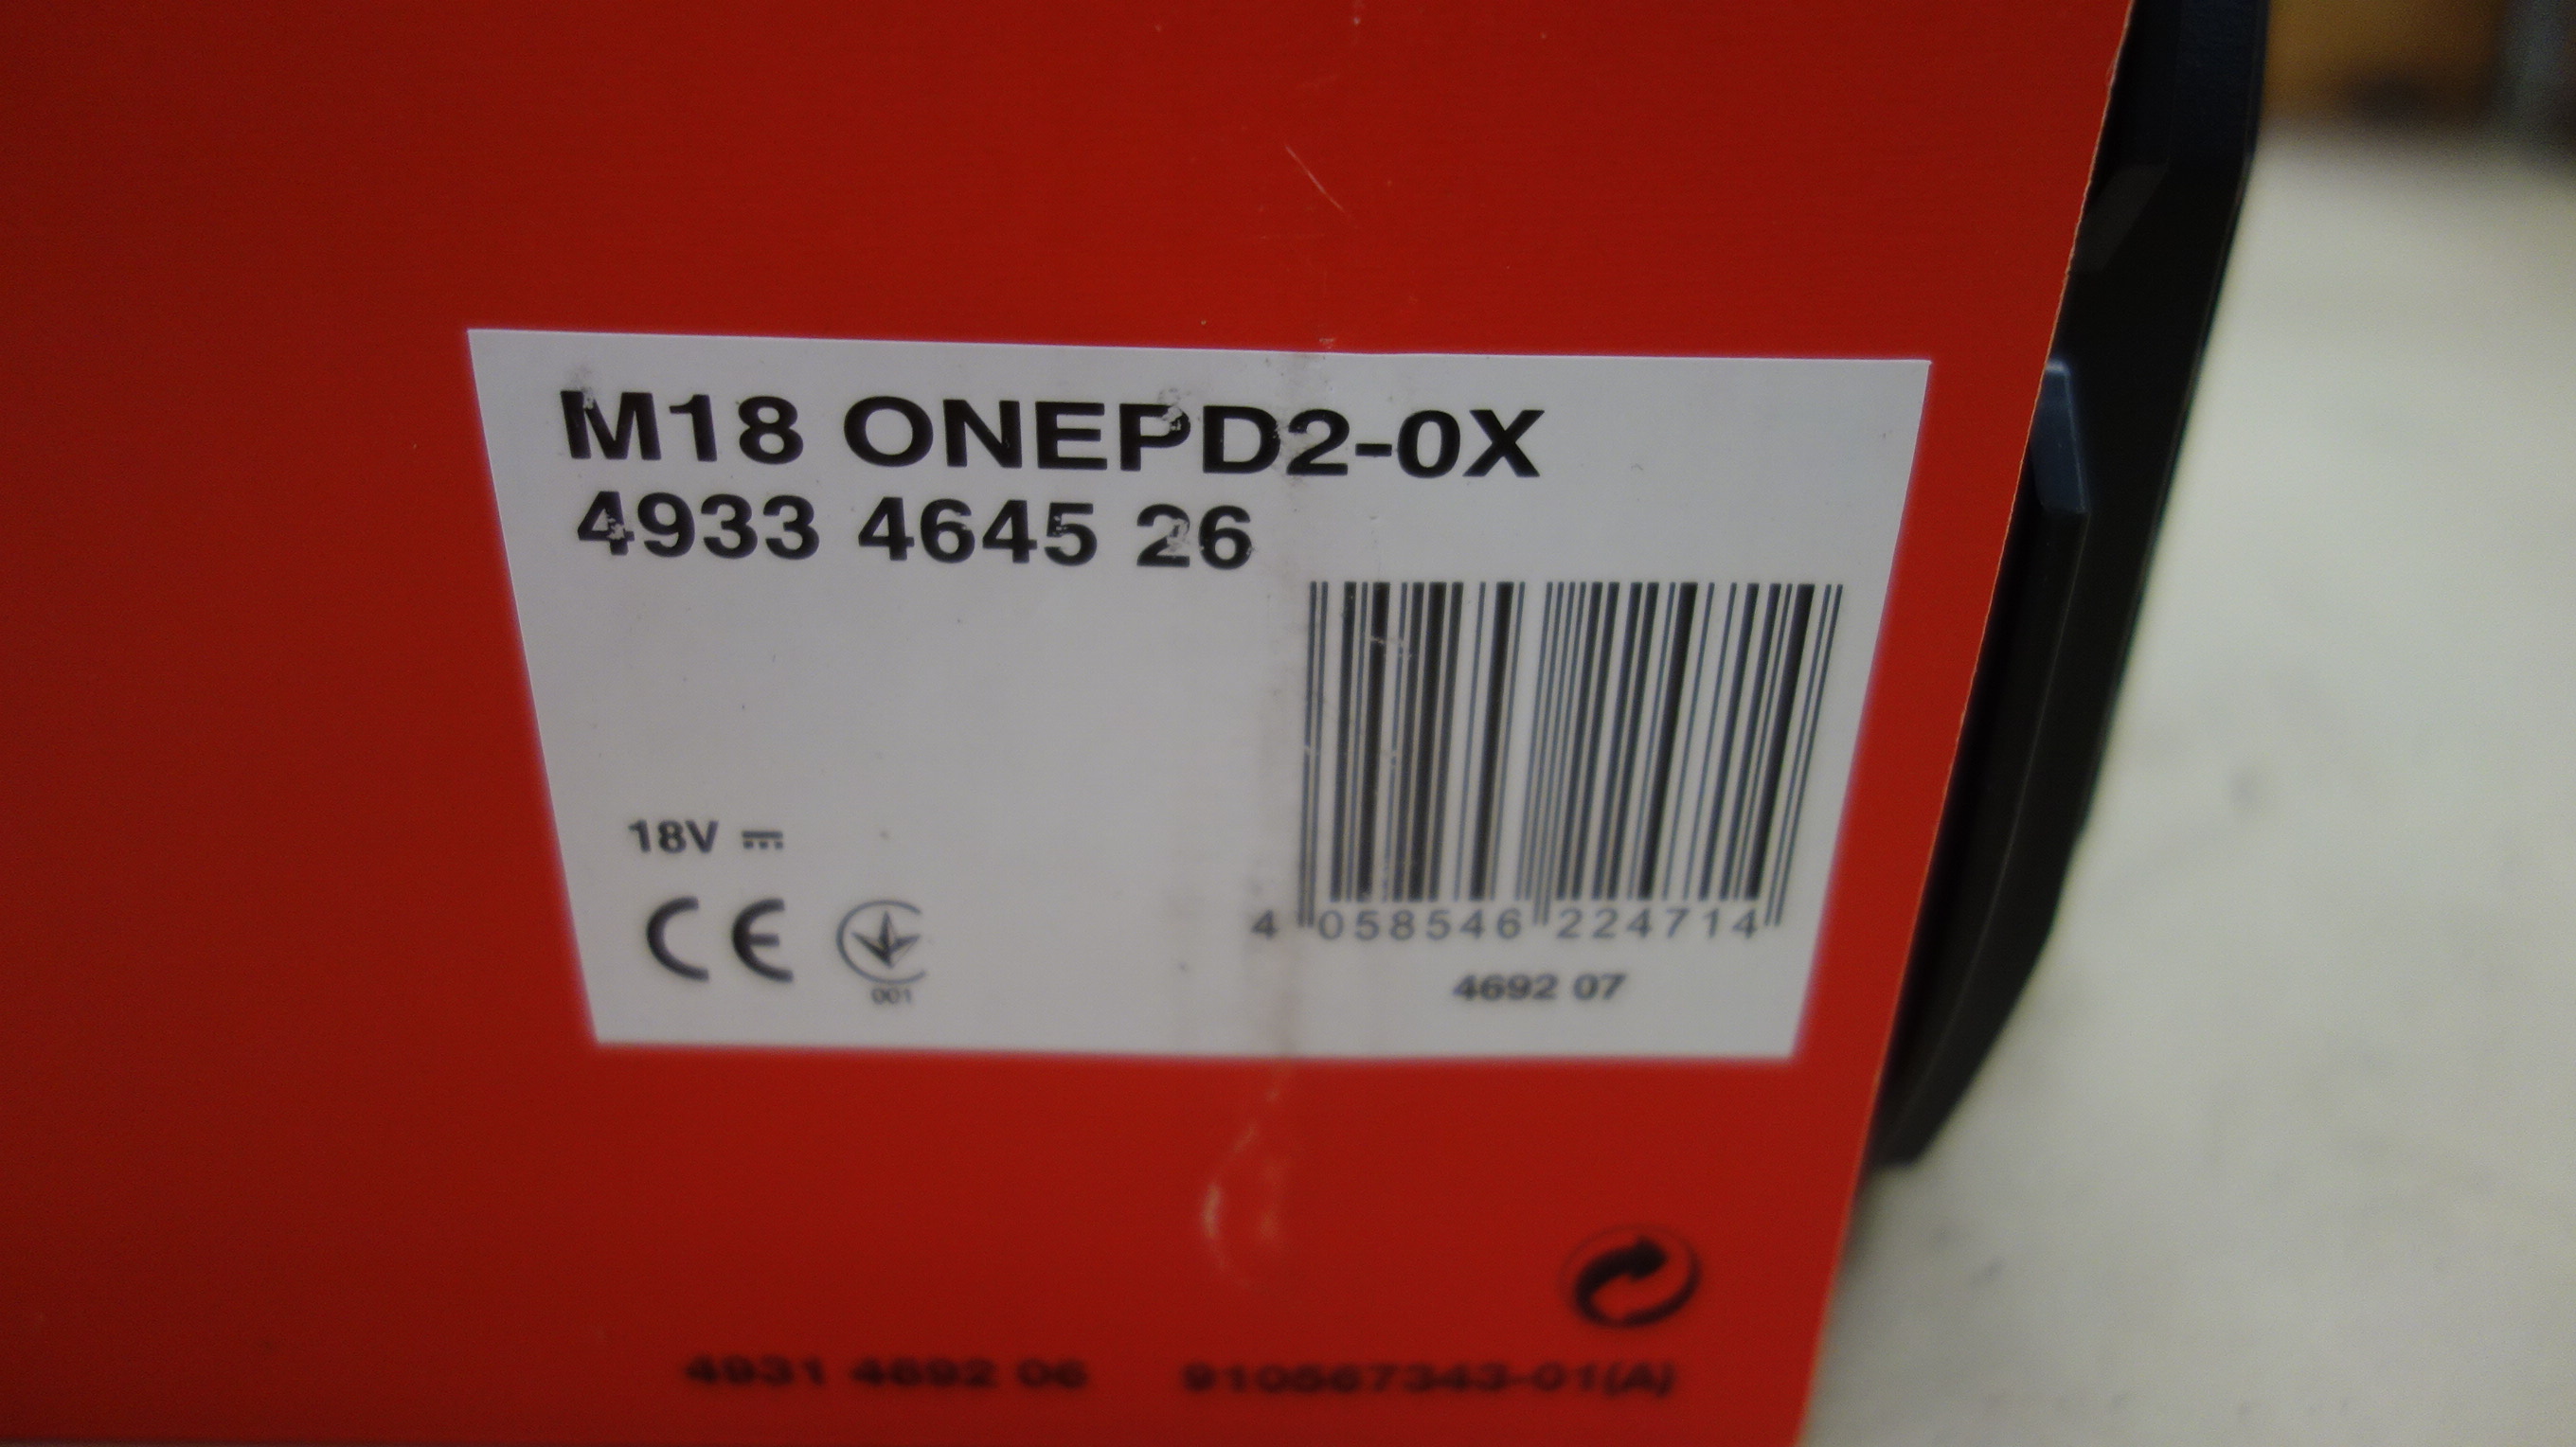 M18 ONEPD2-0X
4933 4645 26
18V
CE
001
4 058546 224714
4692 07
4931 4692 06 910567343-01(A)